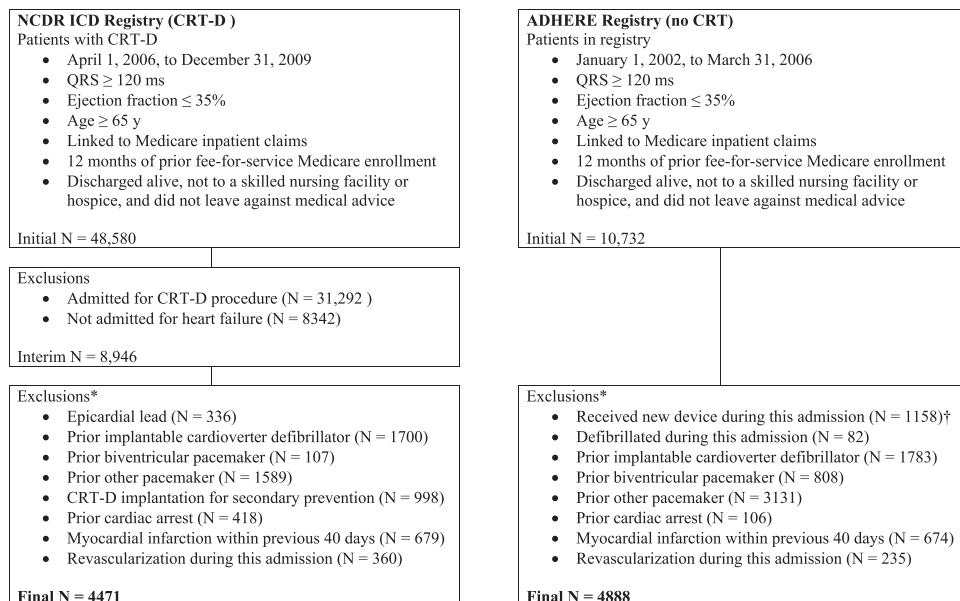 NCDR ICD Registry (CRT-D )
Patients with CRT-D
• April 1, 2006, to December 31, 2009
• QRS ≥ 120 ms
• Ejection fraction ≤ 35%
• Age ≥ 65 y
• Linked to Medicare inpatient claims
• 12 months of prior fee-for-service Medicare enrollment
• Discharged alive, not to a skilled nursing facility or
hospice, and did not leave against medical advice
Initial N = 48,580
Exclusions
• Admitted for CRT-D procedure (N = 31,292 )
• Not admitted for heart failure (N = 8342)
Interim N = 8,946
Exclusions*
• Epicardial lead (N = 336)
• Prior implantable cardioverter defibrillator (N = 1700)
• Prior biventricular pacemaker (N = 107)
• Prior other pacemaker (N = 1589)
• CRT-D implantation for secondary prevention (N = 998)
• Prior cardiac arrest (N = 418)
• Myocardial infarction within previous 40 days (N = 679)
• Revascularization during this admission (N = 360)
Final N = 4471
ADHERE Registry (no CRT)
Patients in registry
• January 1, 2002, to March 31, 2006
• QRS ≥ 120 ms
• Ejection fraction ≤ 35%
• Age ≥ 65 y
• Linked to Medicare inpatient claims
• 12 months of prior fee-for-service Medicare enrollment
• Discharged alive, not to a skilled nursing facility or
hospice, and did not leave against medical advice
Initial N = 10,732
Exclusions*
• Received new device during this admission (N = 1158)†
• Defibrillated during this admission (N = 82)
• Prior implantable cardioverter defibrillator (N = 1783)
• Prior biventricular pacemaker (N = 808)
• Prior other pacemaker (N = 3131)
• Prior cardiac arrest (N = 106)
• Myocardial infarction within previous 40 days (N = 674)
• Revascularization during this admission (N = 235)
Final N = 4888